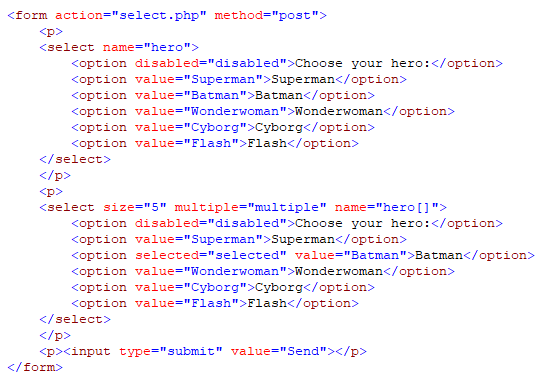 <form action="select.php" method="post">
    <p>
    <select name="hero">
        <option disabled="disabled">Choose your hero:</option>
        <option value="Superman">Superman</option>
        <option value="Batman">Batman</option>
        <option value="Wonderwoman">Wonderwoman</option>
        <option value="Cyborg">Cyborg</option>
        <option value="Flash">Flash</option>
    </select>
    </p>
    <p>
    <select size="5" multiple="multiple" name="hero[]">
        <option disabled="disabled">Choose your hero:</option>
        <option value="Superman">Superman</option>
        <option selected="selected" value="Batman">Batman</option>
        <option value="Wonderwoman">Wonderwoman</option>
        <option value="Cyborg">Cyborg</option>
        <option value="Flash">Flash</option>
    </select>
    </p>
    <p><input type="submit" value="Send"></p>
</form>